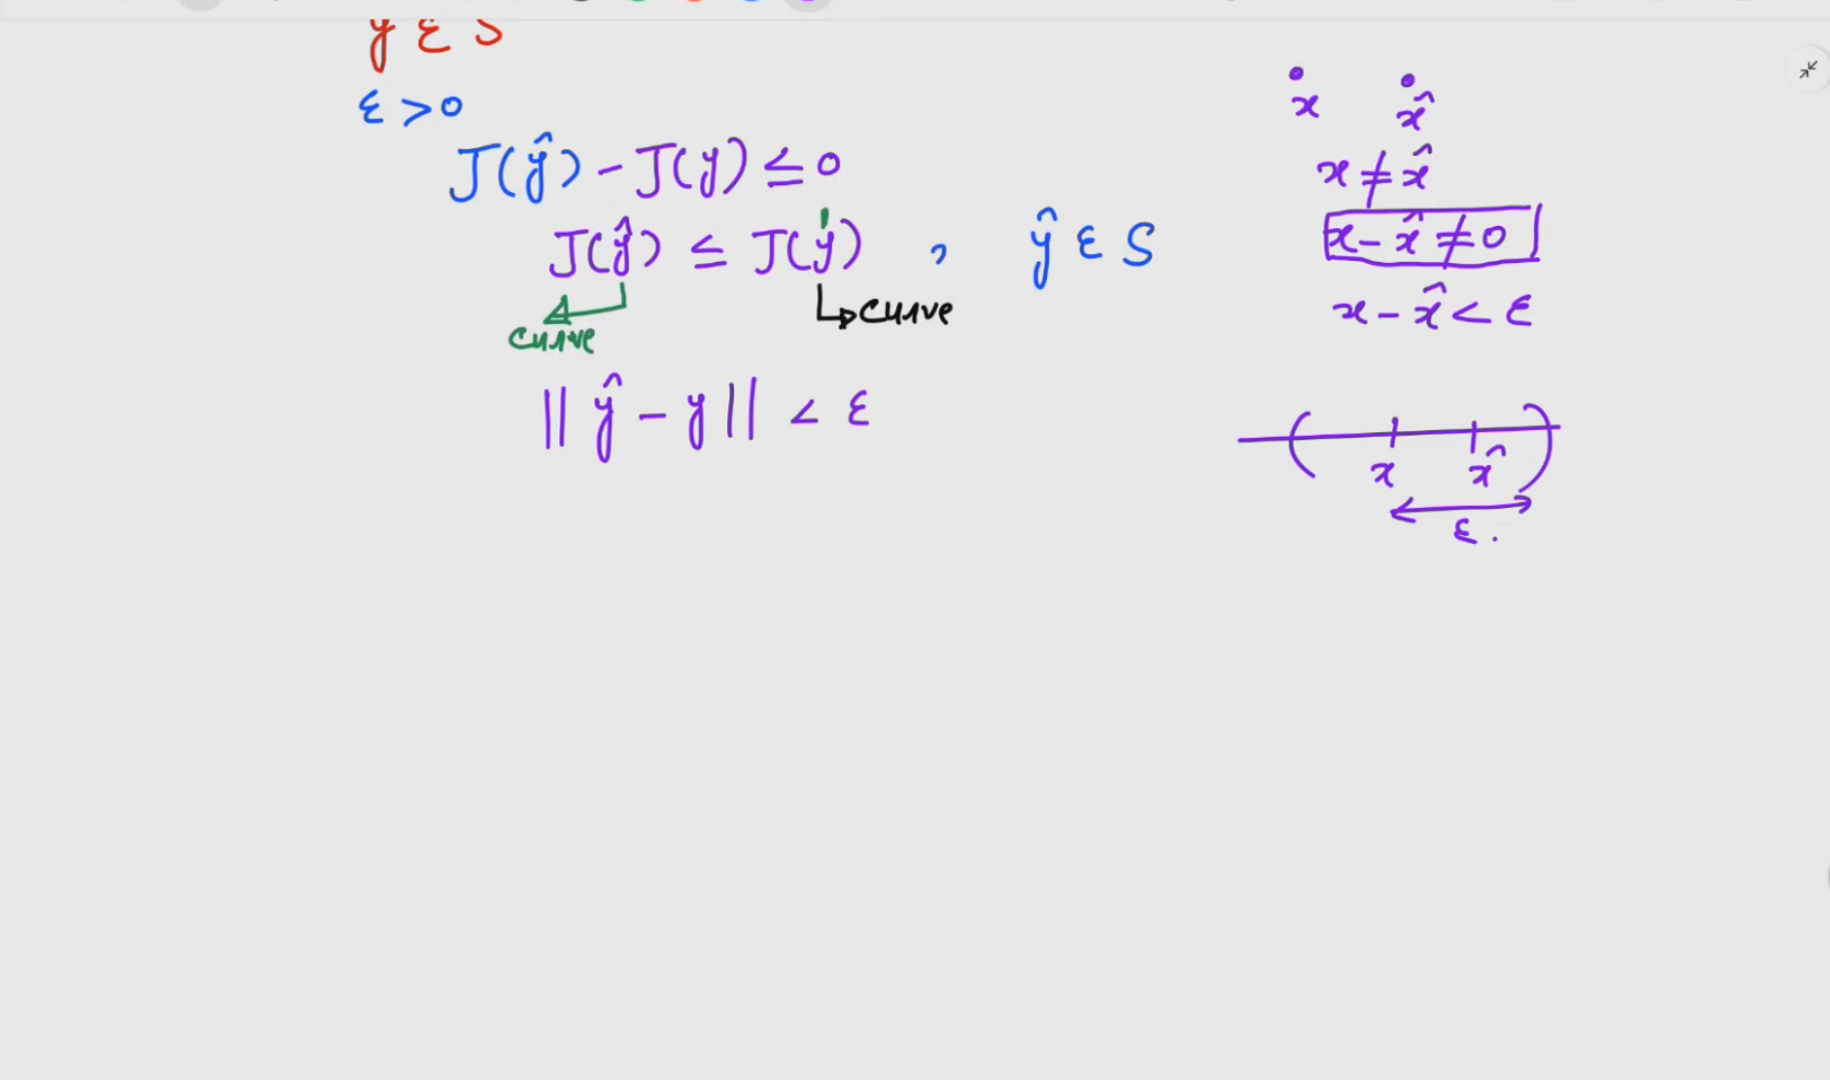 y ε S
ε > 0
J(ŷ) - J(y) ≤ 0
J(ŷ) ≤ J(y) , ŷ ε S
curve
curve
|| ŷ - y || < ε
x x̂
x ≠ x̂
x - x̂ ≠ 0
x - x̂ < ε
( x x̂ )
ε .